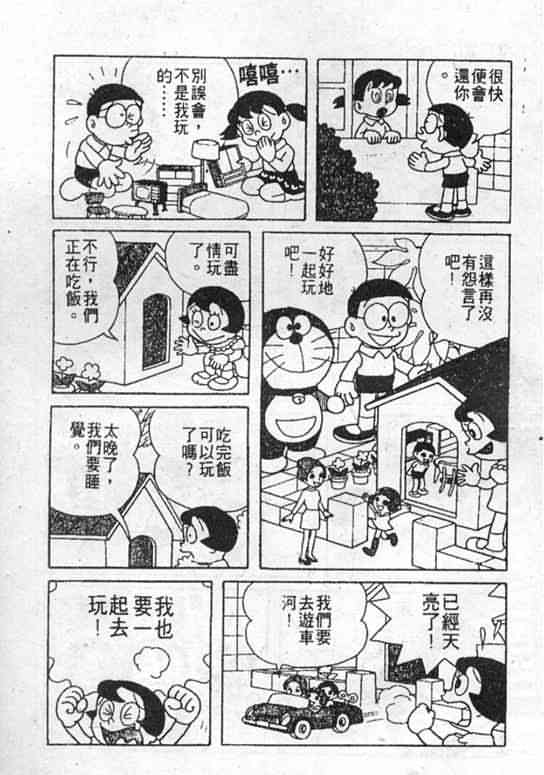 很快
便會
還你
。
嘻嘻…
別誤會，
不是我玩
的……
這樣再沒
有怨言了
吧！
好好地
一起玩
吧！
可盡
情玩
了。
不行，我們
正在吃飯。
吃完飯
可以玩
了嗎？
太晚了，
我們要睡
覺。
已經天
亮了！
我們要
去遊車
河！
我也
要一
起去
玩！